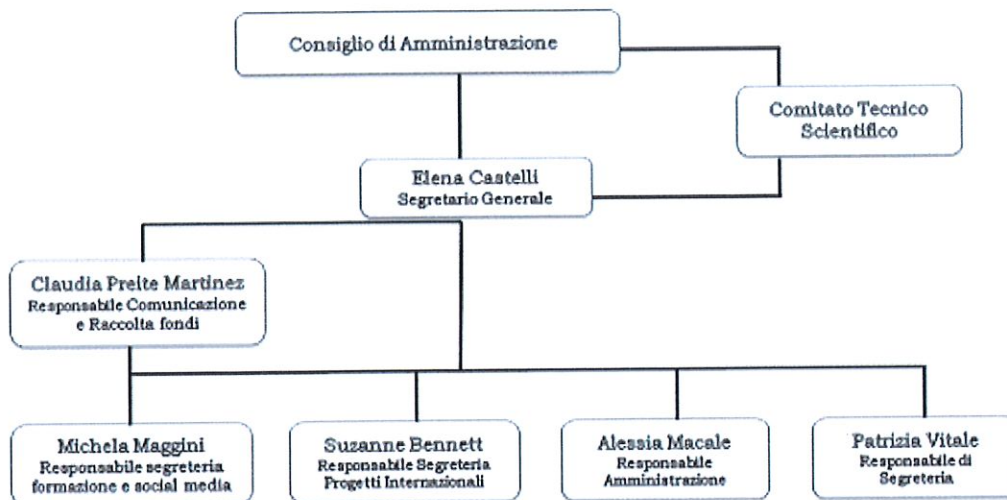 Consiglio di Amministrazione
Comitato Tecnico
Scientifico
Elena Castelli
Segretario Generale
Claudia Preite Martinez
Responsabile Comunicazione
e Raccolta fondi
Michela Maggini
Responsabile segreteria
formazione e social media
Suzanne Bennett
Responsabile Segreteria
Progetti Internazionali
Alessia Macale
Responsabile
Amministrazione
Patrizia Vitale
Responsabile di
Segreteria